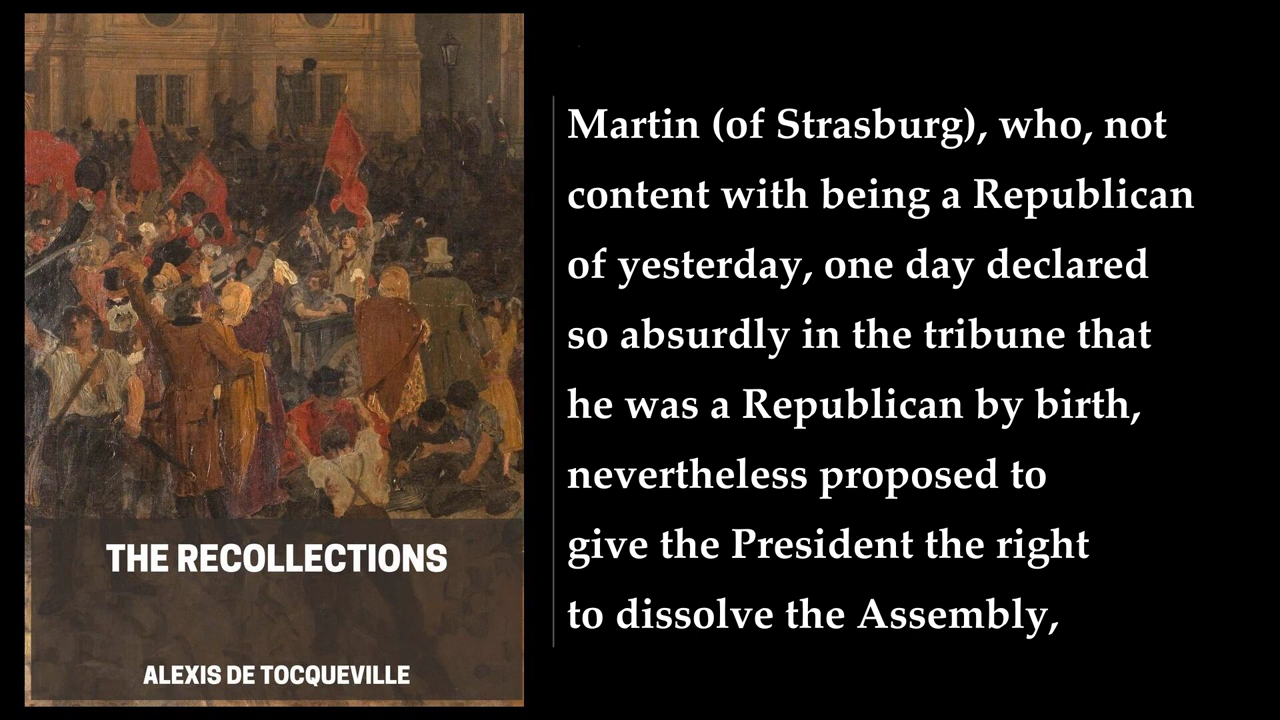 THE RECOLLECTIONS
ALEXIS DE TOCQUEVILLE
Martin (of Strasburg), who, not
content with being a Republican
of yesterday, one day declared
so absurdly in the tribune that
he was a Republican by birth,
nevertheless proposed to
give the President the right
to dissolve the Assembly,